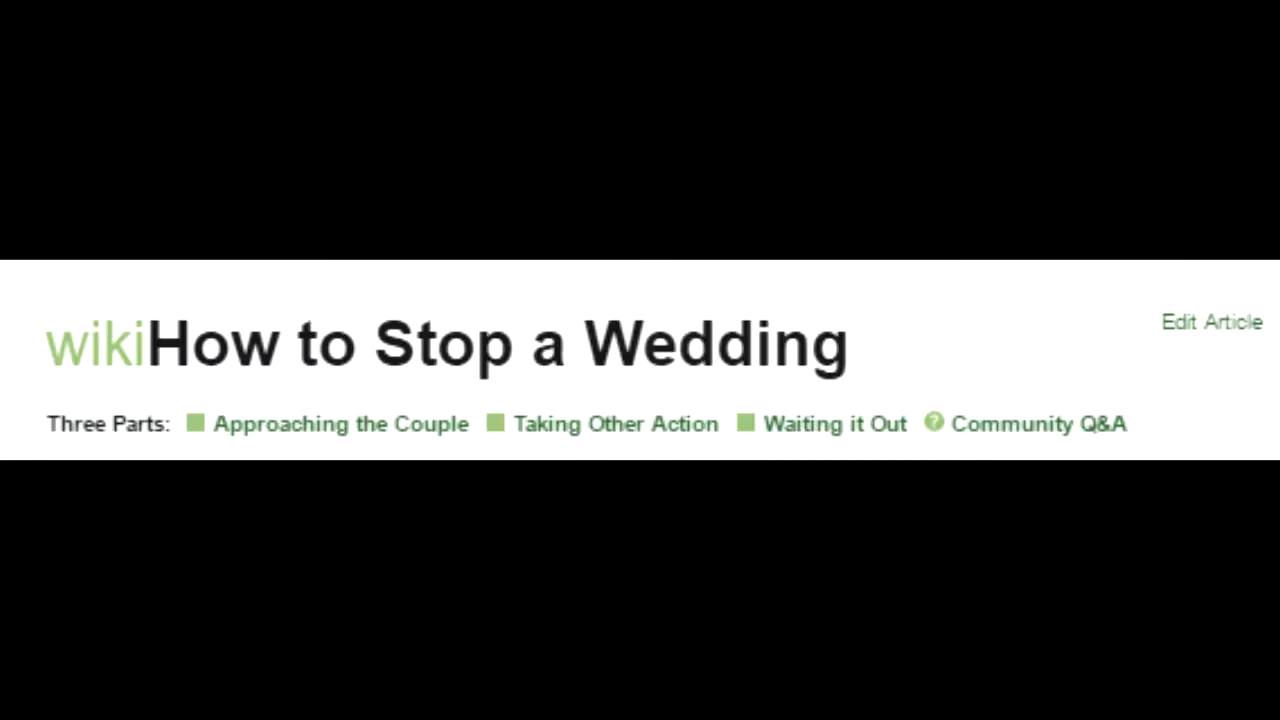 wikiHow to Stop a Wedding
Edit Article
Three Parts: Approaching the Couple Taking Other Action Waiting it Out ? Community Q&A